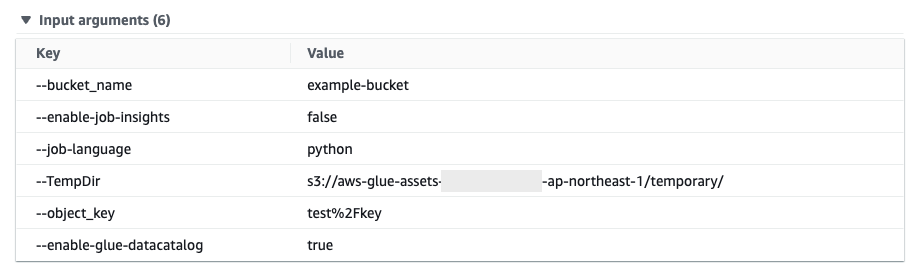 ▼ Input arguments (6)
Key Value
--bucket_name example-bucket
--enable-job-insights false
--job-language python
--TempDir s3://aws-glue-assets- -ap-northeast-1/temporary/
--object_key test%2Fkey
--enable-glue-datacatalog true